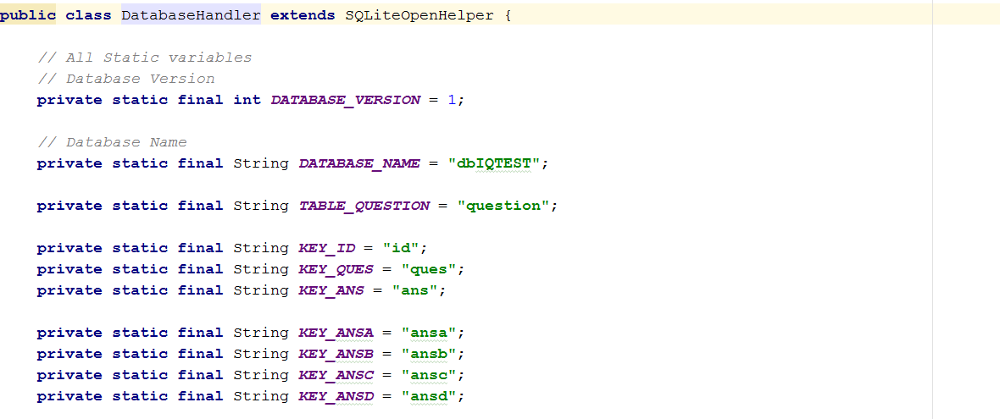 public class DatabaseHandler extends SQLiteOpenHelper {
// All Static variables
// Database Version
private static final int DATABASE_VERSION = 1;
// Database Name
private static final String DATABASE_NAME = "dbIQTEST";
private static final String TABLE_QUESTION = "question";
private static final String KEY_ID = "id";
private static final String KEY_QUES = "ques";
private static final String KEY_ANS = "ans";
private static final String KEY_ANSA = "ansa";
private static final String KEY_ANSB = "ansb";
private static final String KEY_ANSC = "ansc";
private static final String KEY_ANSD = "ansd";